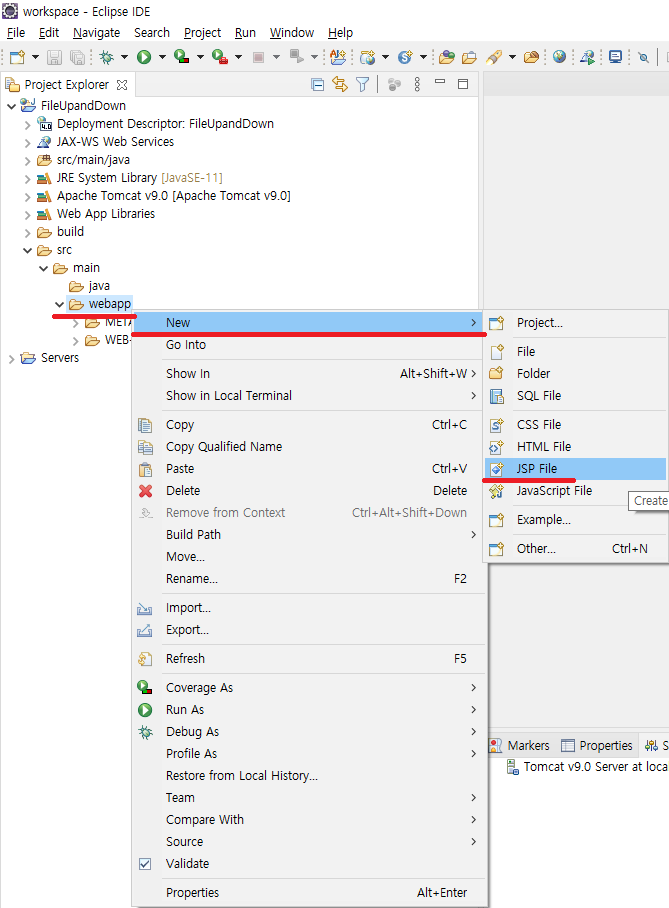 workspace - Eclipse IDE
File Edit Navigate Search Project Run Window Help
Project Explorer
FileUpandDown
Deployment Descriptor: FileUpandDown
JAX-WS Web Services
src/main/java
JRE System Library [JavaSE-11]
Apache Tomcat v9.0 [Apache Tomcat v9.0]
Web App Libraries
build
src
main
java
webapp
META
WEB-
Servers
New
Go Into
Show In Alt+Shift+W
Show in Local Terminal
Copy Ctrl+C
Copy Qualified Name
Paste Ctrl+V
Delete Delete
Remove from Context Ctrl+Alt+Shift+Down
Build Path
Move...
Rename... F2
Import...
Export...
Refresh F5
Coverage As
Run As
Debug As
Profile As
Restore from Local History...
Team
Compare With
Source
Validate
Properties Alt+Enter
Project...
File
Folder
SQL File
CSS File
HTML File
JSP File
JavaScript File
Create
Example...
Other... Ctrl+N
Markers Properties S
Tomcat v9.0 Server at loca